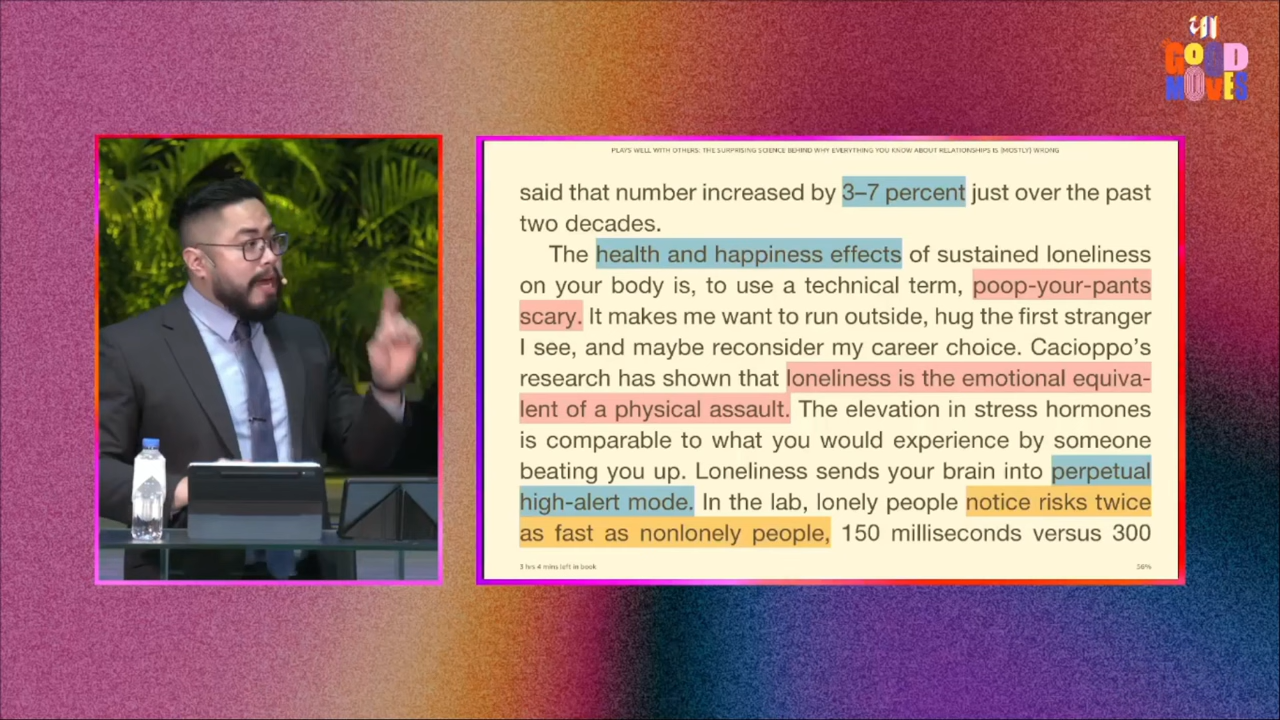 GOOD
MOVES
PLAYS WELL WITH OTHERS: THE SURPRISING SCIENCE BEHIND WHY EVERYTHING YOU KNOW ABOUT RELATIONSHIPS IS (MOSTLY) WRONG
said that number increased by 3–7 percent just over the past
two decades.
The health and happiness effects of sustained loneliness
on your body is, to use a technical term, poop-your-pants
scary. It makes me want to run outside, hug the first stranger
I see, and maybe reconsider my career choice. Cacioppo’s
research has shown that loneliness is the emotional equiva-
lent of a physical assault. The elevation in stress hormones
is comparable to what you would experience by someone
beating you up. Loneliness sends your brain into perpetual
high-alert mode. In the lab, lonely people notice risks twice
as fast as nonlonely people, 150 milliseconds versus 300
3 hrs 4 mins left in book
56%